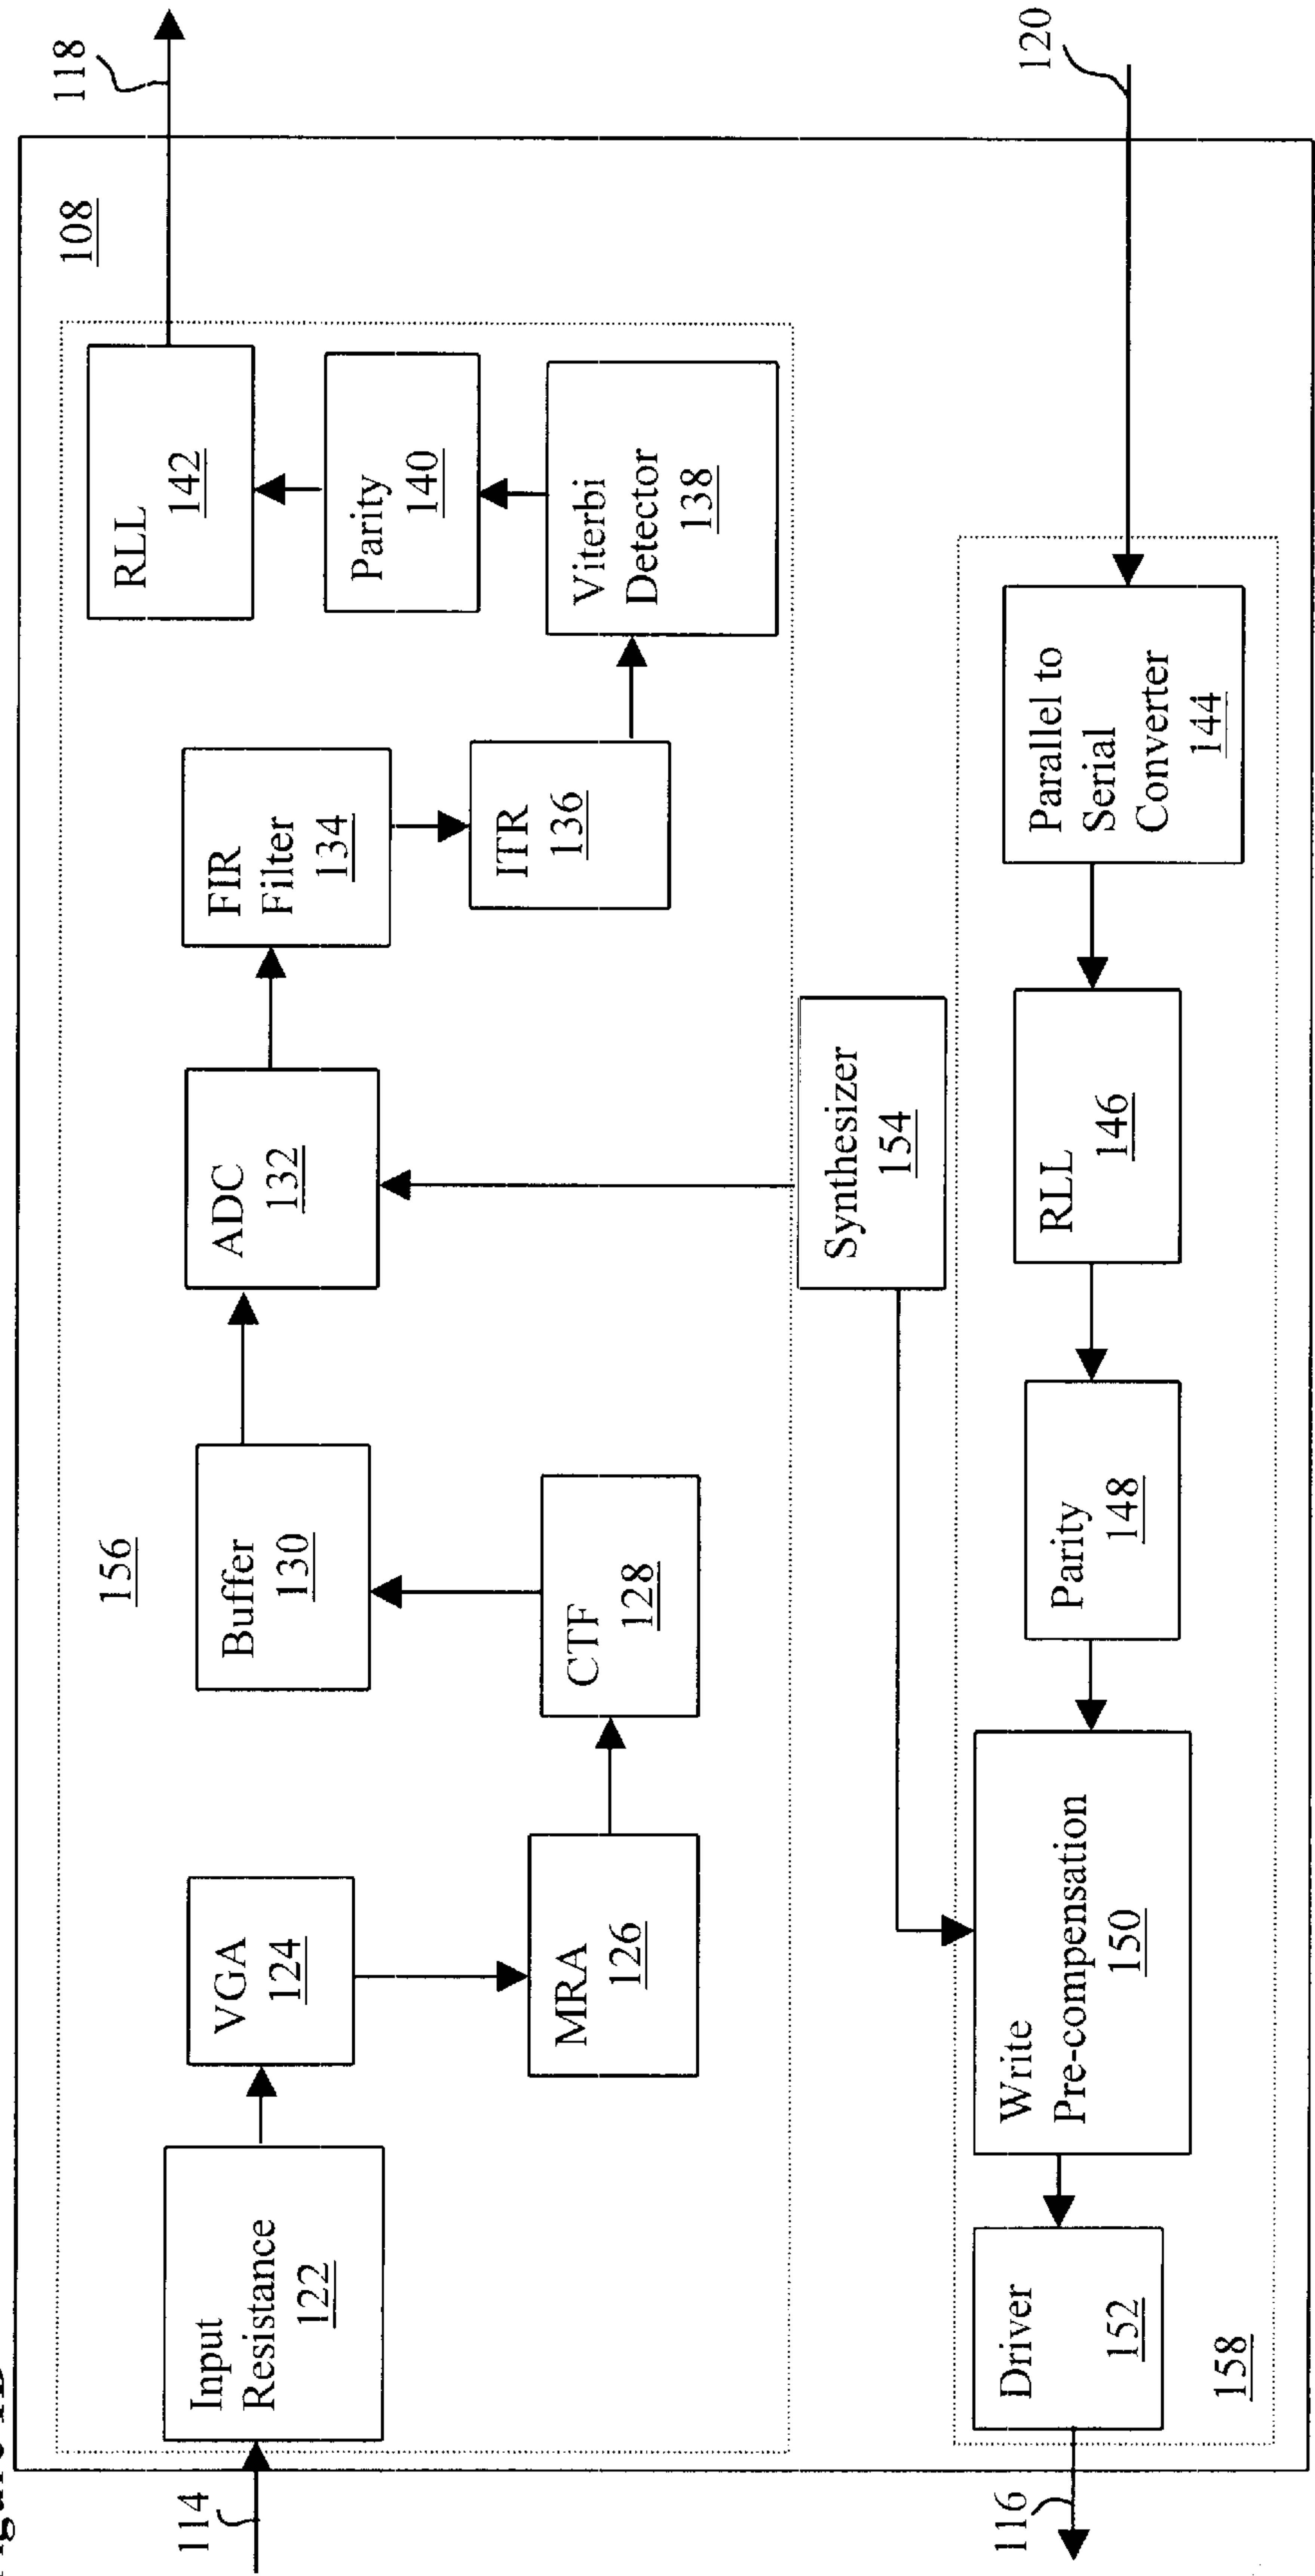 118
108
156
RLL
142
Parity
140
Viterbi
Detector
138
FIR
Filter
134
ITR
136
ADC
132
Buffer
130
CTF
128
VGA
124
MRA
126
Input
Resistance
122
114
Synthesizer
154
120
Parallel to
Serial
Converter
144
RLL
146
Parity
148
Write
Pre-compensation
150
Driver
152
158
116